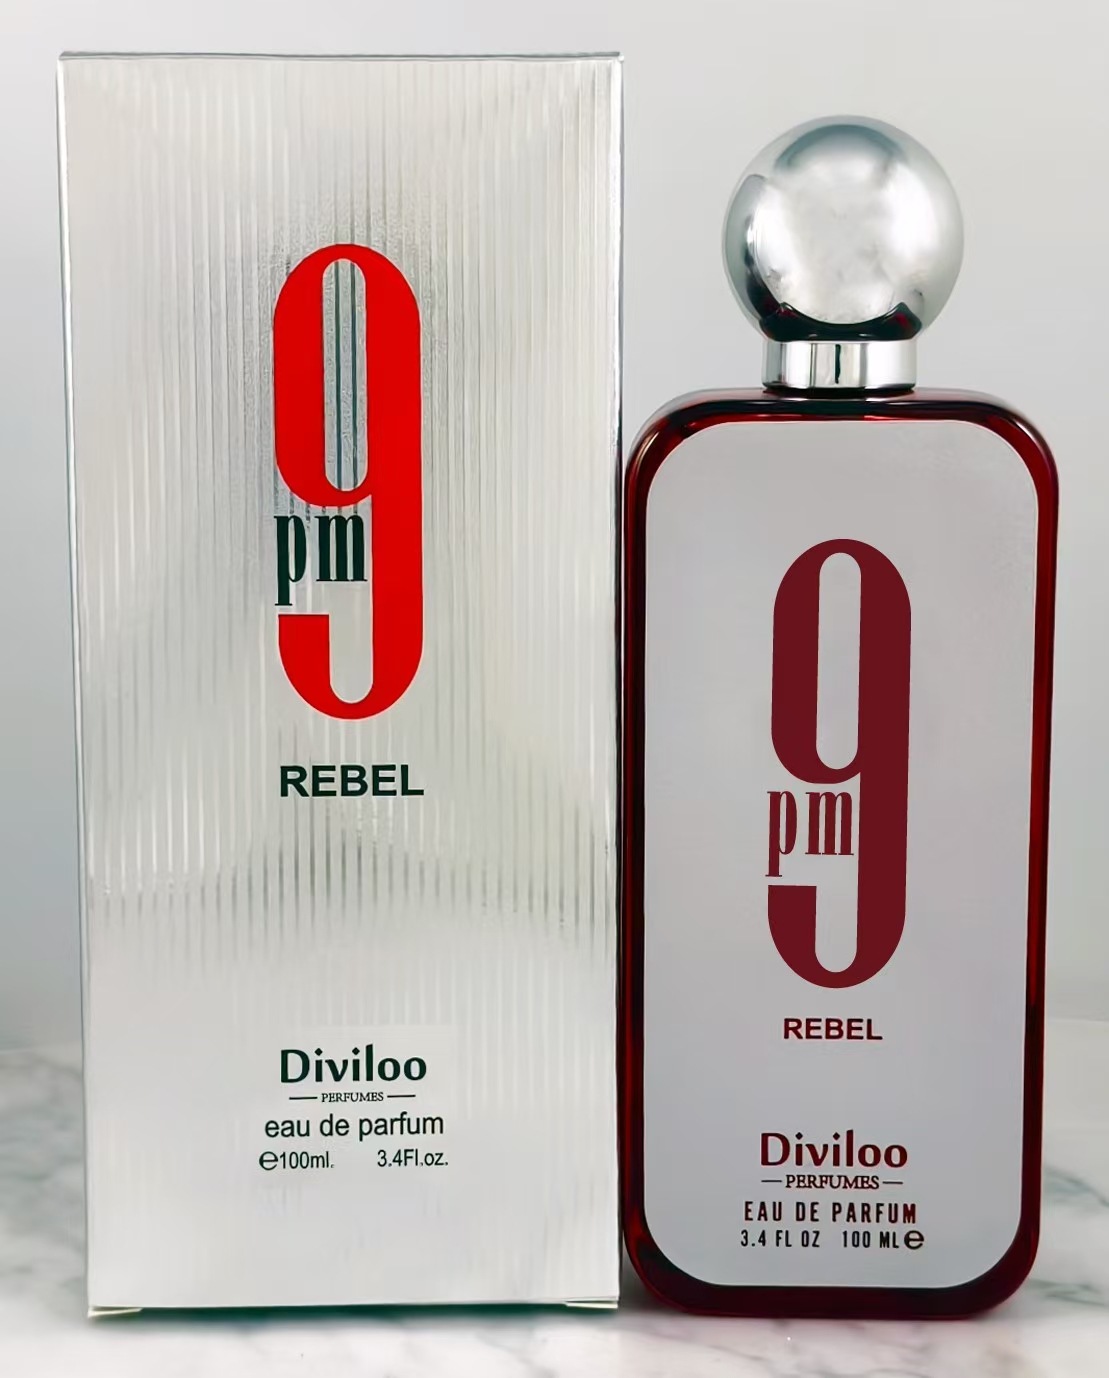 9
pm
REBEL
Diviloo
PERFUMES
eau de parfum
℮100ml. 3.4Fl.oz.
9
pm
REBEL
Diviloo
PERFUMES
EAU DE PARFUM
3.4 FL OZ 100 ML ℮